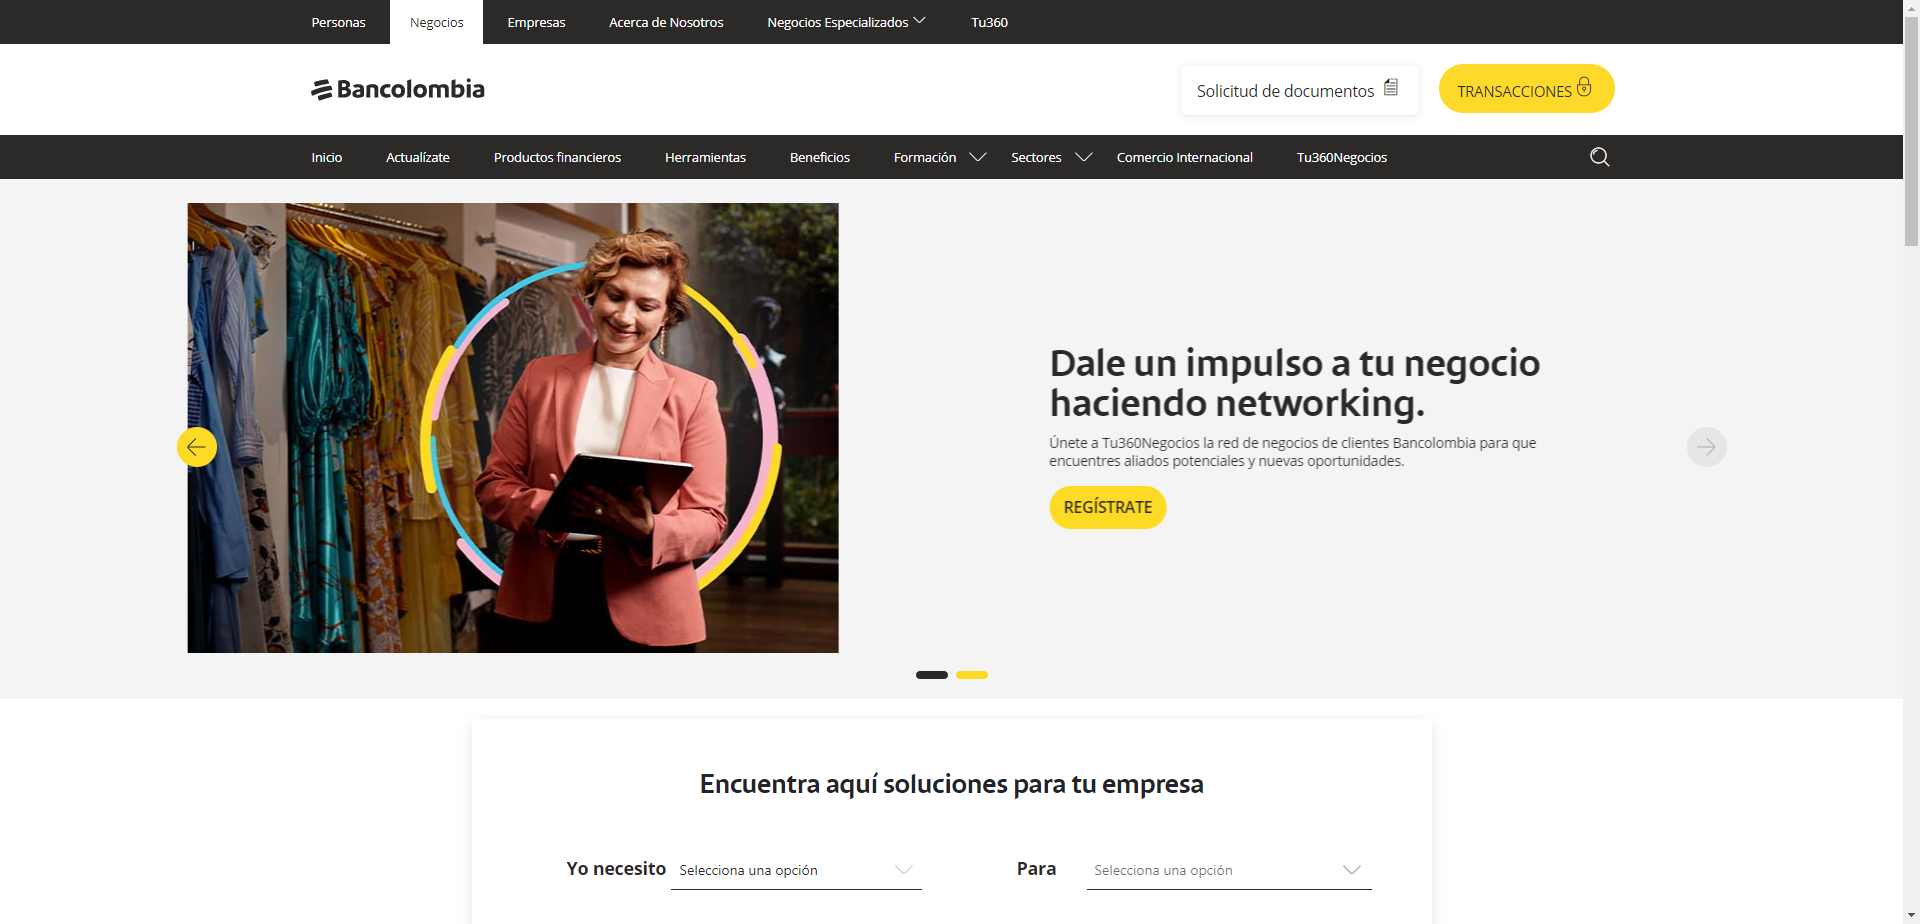 Personas Negocios Empresas Acerca de Nosotros Negocios Especializados Tu360
Bancolombia
Solicitud de documentos
TRANSACCIONES
Inicio Actualízate Productos financieros Herramientas Beneficios Formación Sectores Comercio Internacional Tu360Negocios
Dale un impulso a tu negocio
haciendo networking.
Únete a Tu360Negocios la red de negocios de clientes Bancolombia para que
encuentres aliados potenciales y nuevas oportunidades.
REGÍSTRATE
Encuentra aquí soluciones para tu empresa
Yo necesito Selecciona una opción Para Selecciona una opción